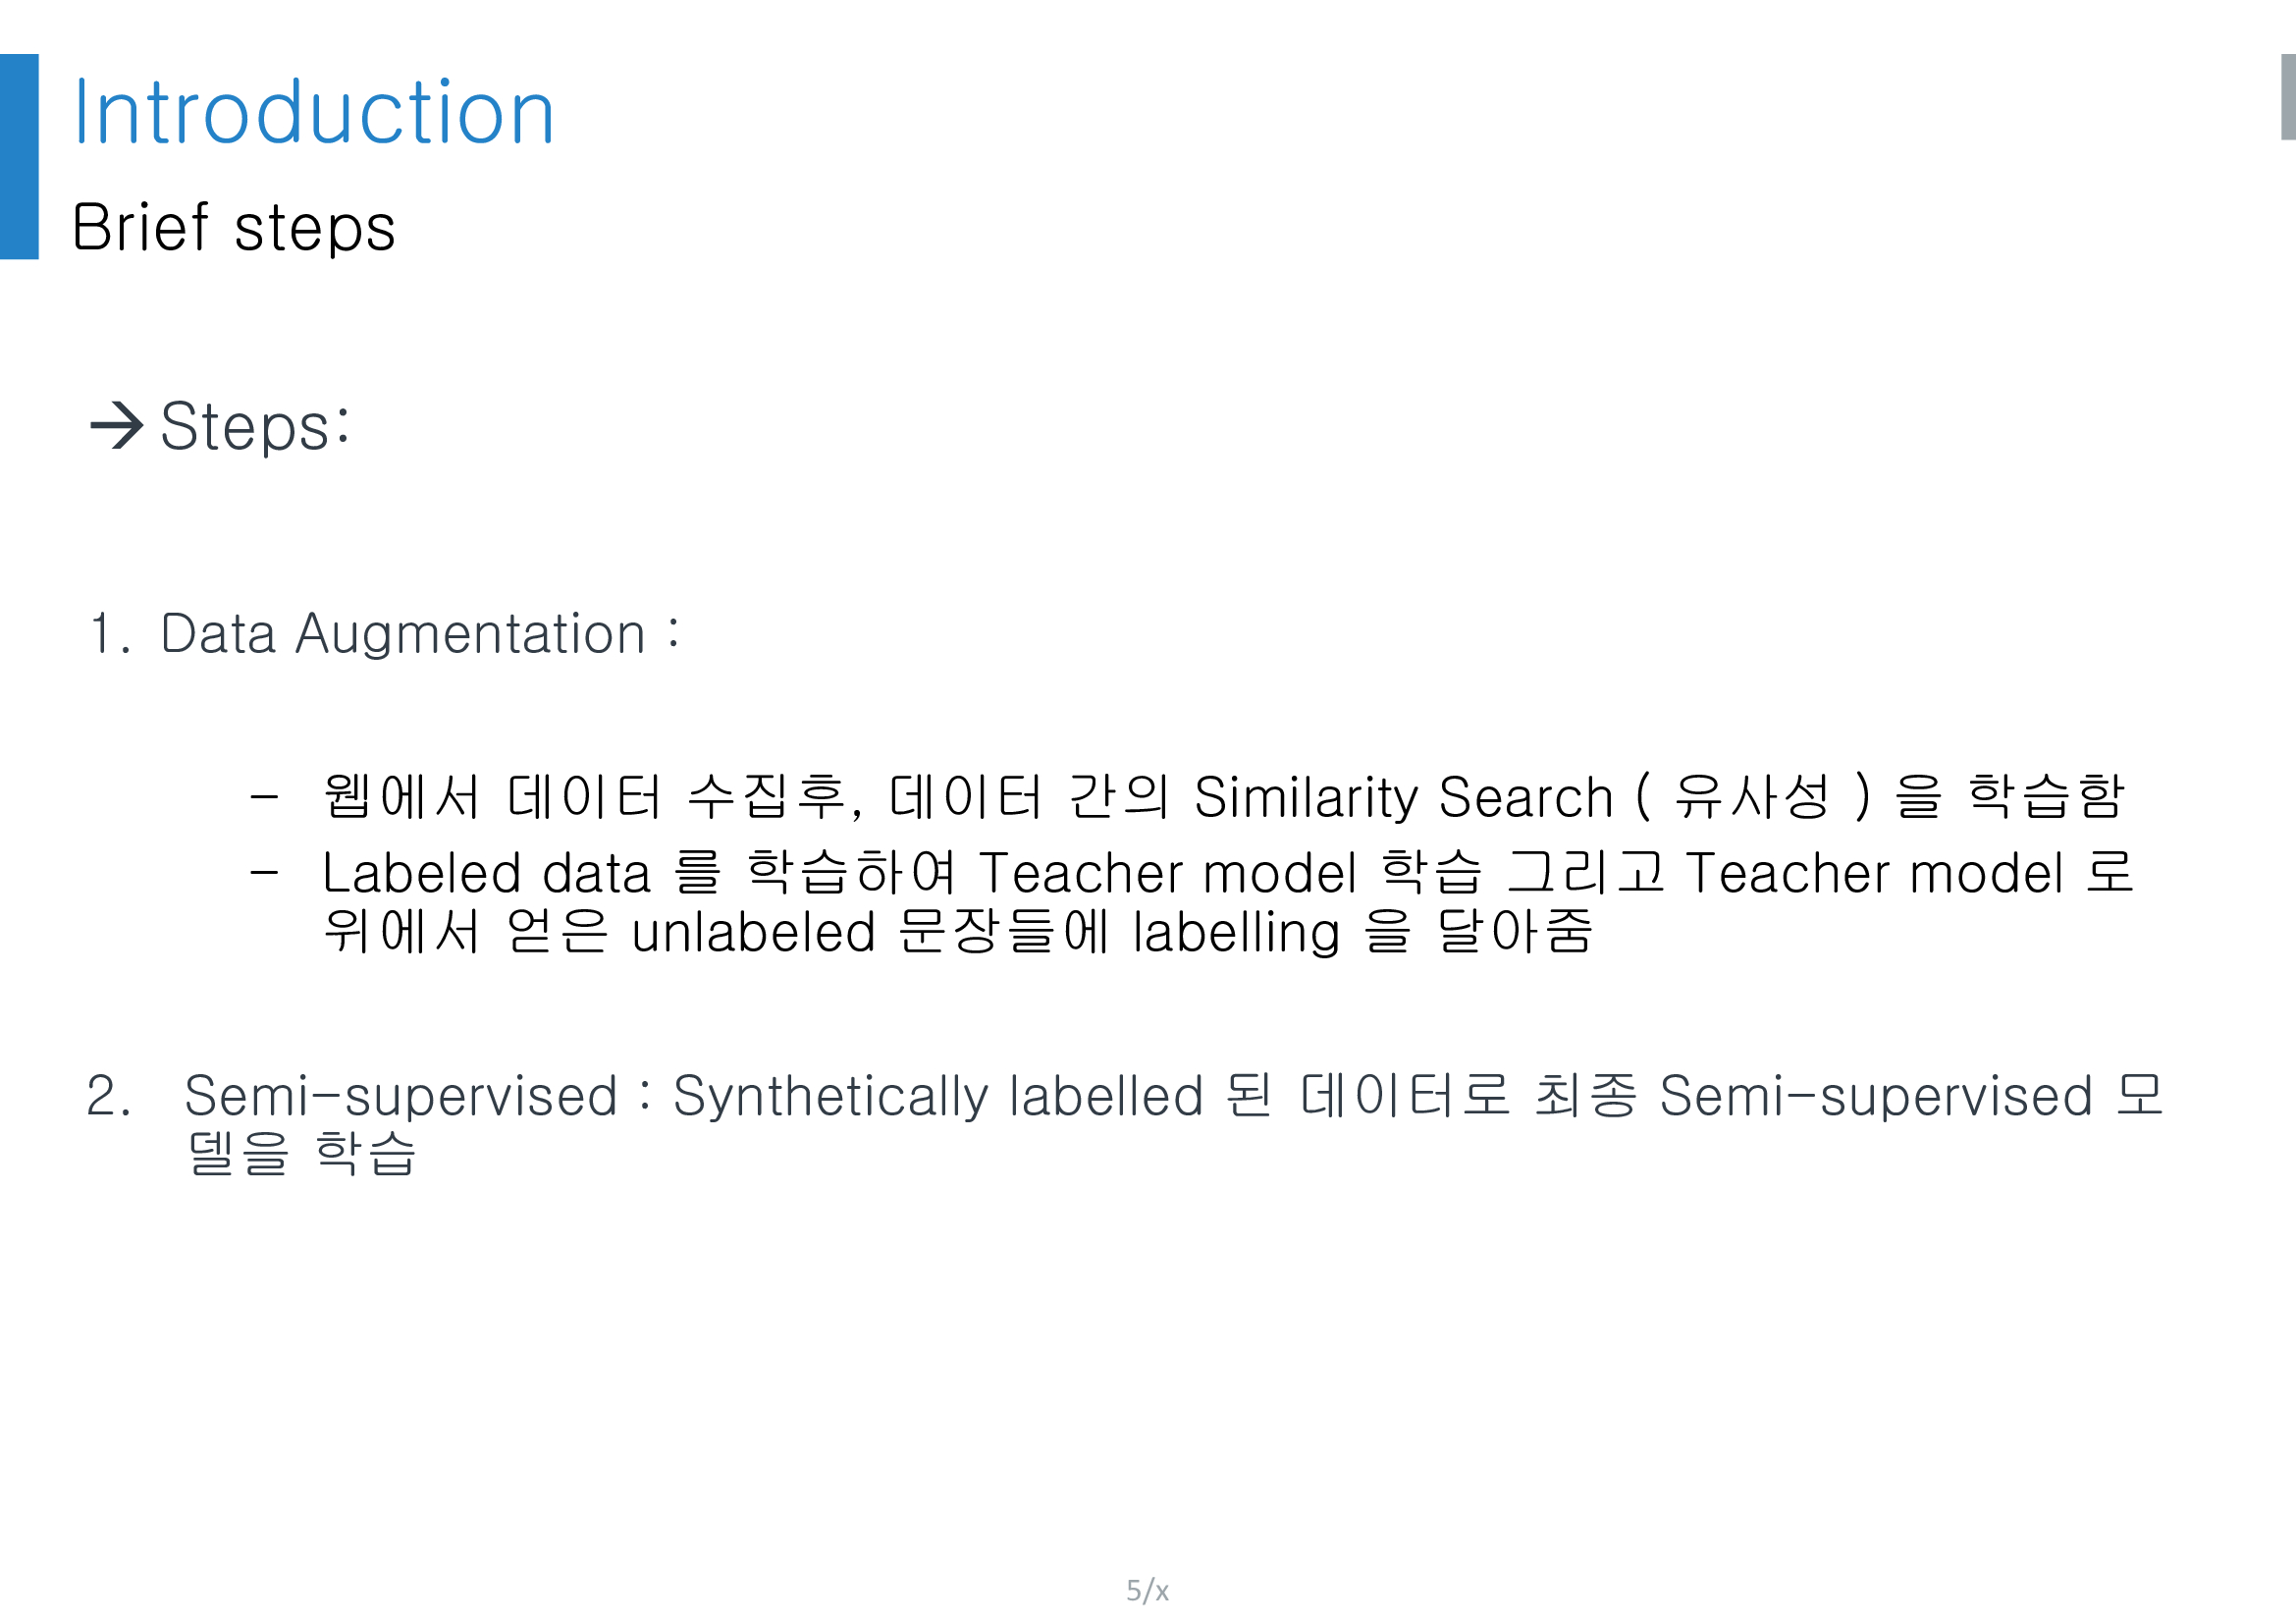 Introduction
Brief steps
→ Steps:
1. Data Augmentation :
- 웹에서 데이터 수집후, 데이터 간의 Similarity Search ( 유사성 ) 을 학습함
- Labeled data 를 학습하여 Teacher model 학습 그리고 Teacher model 로
위에서 얻은 unlabeled 문장들에 labelling 을 달아줌
2. Semi-supervised : Synthetically labelled 된 데이터로 최종 Semi-supervised 모
델을 학습
5/x